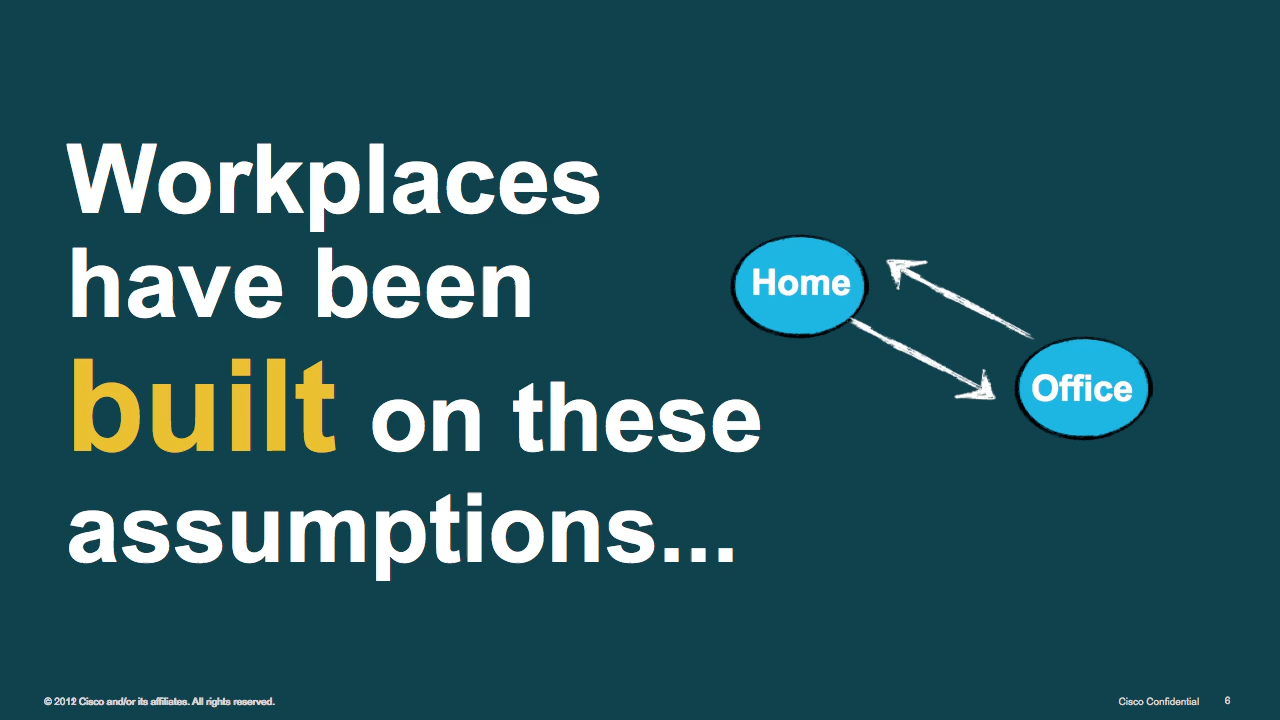 Workplaces
have been
built on these
assumptions...
Home
Office
© 2012 Cisco and/or its affiliates. All rights reserved.
Cisco Confidential
6